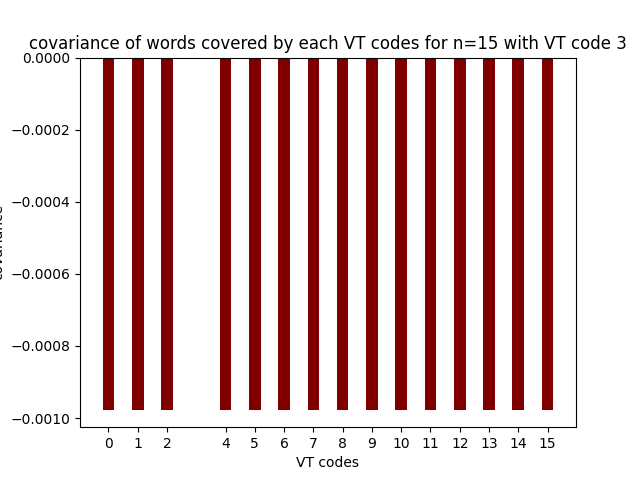 covariance of words covered by each VT codes for n=15 with VT code 3
0.0000
−0.0002
−0.0004
−0.0006
−0.0008
−0.0010
0 1 2 4 5 6 7 8 9 10 11 12 13 14 15
VT codes